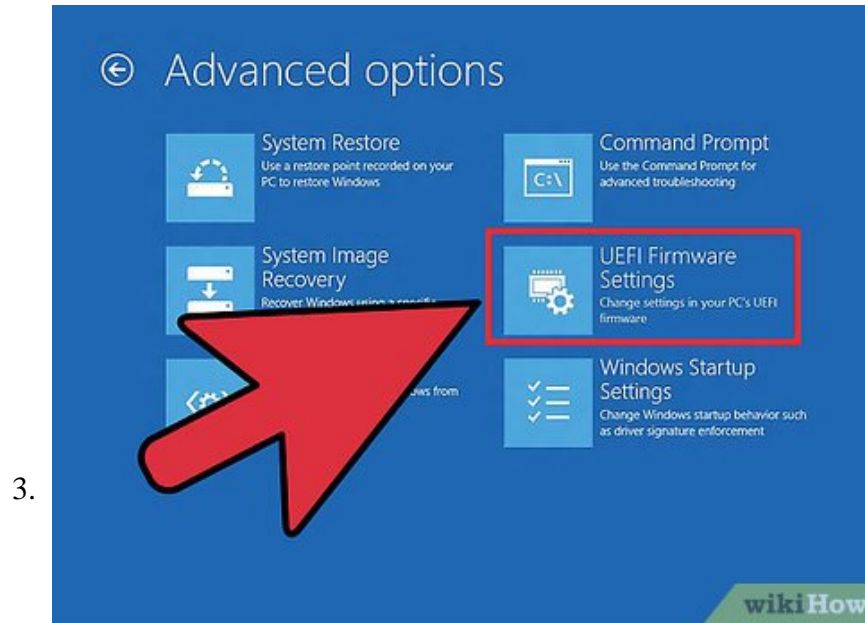 Advanced options
System Restore
Use a restore point recorded on your
PC to restore Windows
Command Prompt
Use the Command Prompt for
advanced troubleshooting
C:\
System Image
Recovery
Recover Windows using a specific
UEFI Firmware
Settings
Change settings in your PC's UEFI
firmware
ows from
Windows Startup
Settings
Change Windows startup behavior such
as driver signature enforcement
3.
wikiHow